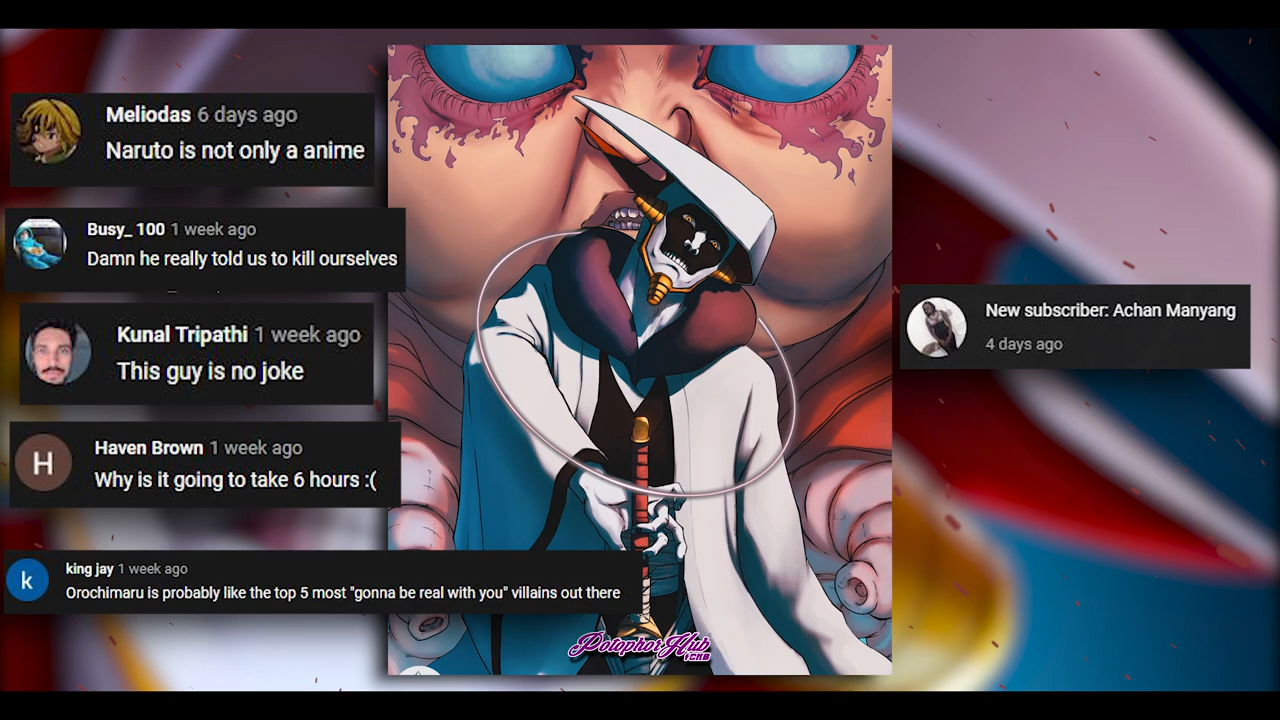 Meliodas 6 days ago
Naruto is not only a anime
Busy_ 100 1 week ago
Damn he really told us to kill ourselves
Kunal Tripathi 1 week ago
This guy is no joke
H
Haven Brown 1 week ago
Why is it going to take 6 hours :(
k
king jay 1 week ago
Orochimaru is probably like the top 5 most "gonna be real with you" villains out there
New subscriber: Achan Manyang
4 days ago